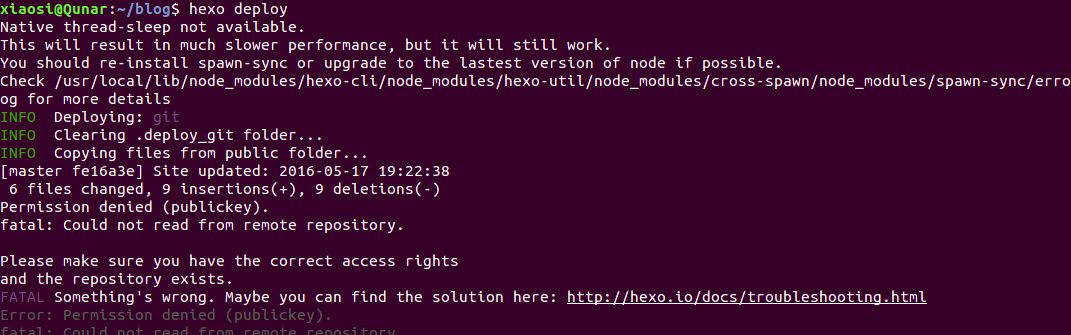 xiaosi@Qunar:~/blog$ hexo deploy
Native thread-sleep not available.
This will result in much slower performance, but it will still work.
You should re-install spawn-sync or upgrade to the lastest version of node if possible.
Check /usr/local/lib/node_modules/hexo-cli/node_modules/hexo-util/node_modules/cross-spawn/node_modules/spawn-sync/erro
og for more details
INFO  Deploying: git
INFO  Clearing .deploy_git folder...
INFO  Copying files from public folder...
[master fe16a3e] Site updated: 2016-05-17 19:22:38
 6 files changed, 9 insertions(+), 9 deletions(-)
Permission denied (publickey).
fatal: Could not read from remote repository.
Please make sure you have the correct access rights
and the repository exists.
FATAL Something's wrong. Maybe you can find the solution here: http://hexo.io/docs/troubleshooting.html
Error: Permission denied (publickey).
fatal: Could not read from remote repository